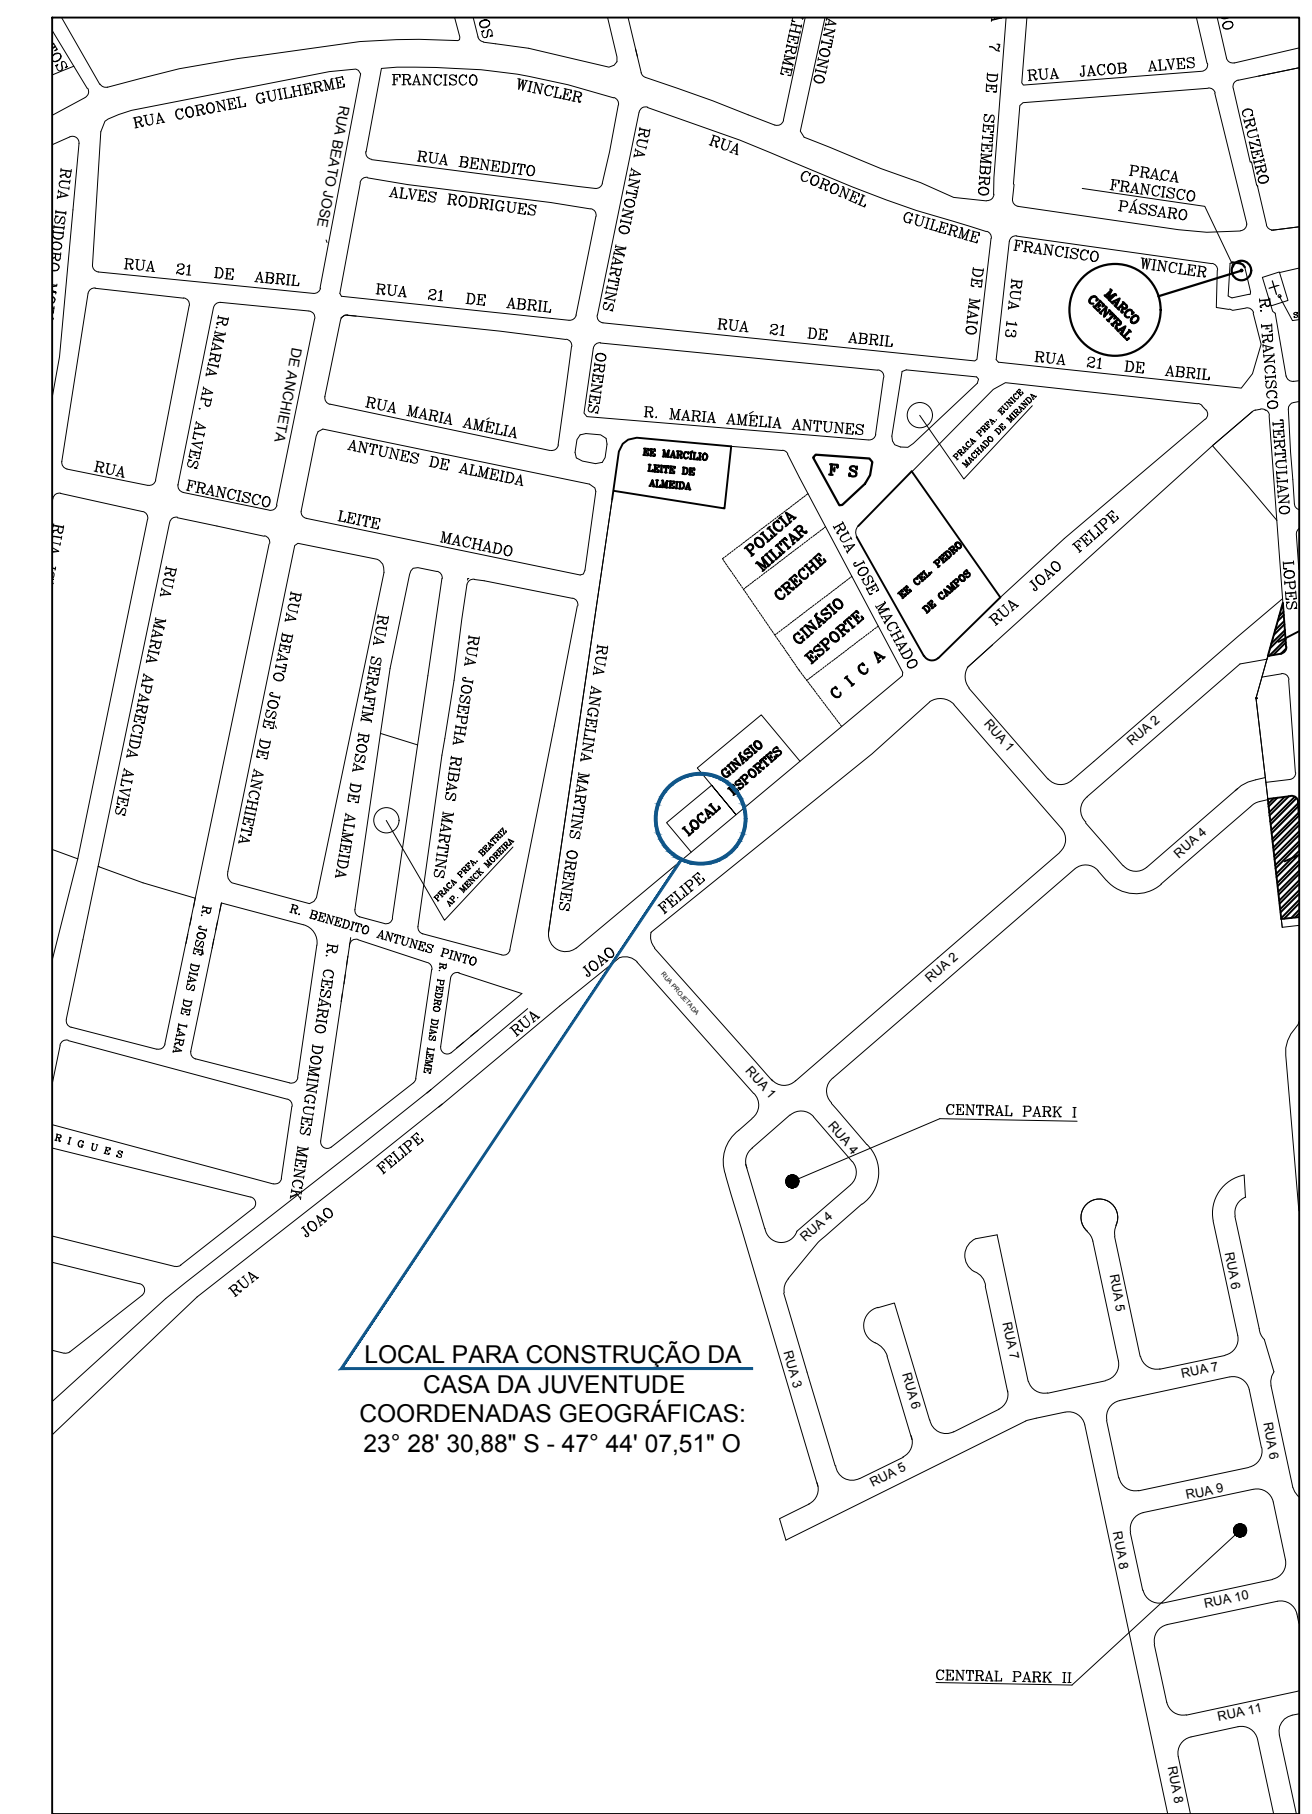 RUA CORONEL GUILHERME
FRANCISCO WINCLER
RUA BEATO JOSE
RUA BENEDITO
ALVES RODRIGUES
RUA ANTONIO MARTINS
ORENES
RUA
CORONEL
GUILERME
LHERME
ANTONIO
7 DE SETEMBRO
RUA JACOB ALVES
CRUZEIRO
PRACA
FRANCISCO
PÁSSARO
FRANCISCO WINCLER
MARCO
CENTRAL
DE MAIO
RUA 13
RUA ISIDORO
RUA 21 DE ABRIL
RUA 21 DE ABRIL
RUA 21 DE ABRIL
RUA 21 DE ABRIL
R. FRANCISCO TERTULIANO LOPES
R.MARIA AP. ALVES
DE ANCHIETA
RUA MARIA AMÉLIA
ANTUNES DE ALMEIDA
R. MARIA AMÉLIA ANTUNES
PRACA PRFA. EUNICE
MACHADO DE MIRANDA
RUA
FRANCISCO
LEITE
MACHADO
EE MARCÍLIO
LEITE DE
ALMEIDA
F S
POLICIA
MILITAR
CRECHE
GINÁSIO
ESPORTE
C I C A
RUA JOSE MACHADO
EE CEL PEDRO
DE CAMPOS
RUA JOAO FELIPE
RUA MARIA APARECIDA ALVES
RUA BEATO JOSÉ DE ANCHIETA
RUA SERAFIM ROSA DE ALMEIDA
RUA JOSEPHA RIBAS MARTINS
RUA ANGELINA MARTINS ORENES
PRACA PRFA. BEATRIZ
AP. MENCK MOREIRA
GINÁSIO
ESPORTES
LOCAL
RUA 1
RUA 2
RUA 4
R. BENEDITO ANTUNES PINTO
R. JOSÉ DIAS DE LARA
R. CESÁRIO DOMINGUES MENCK
R. PEDRO DIAS LEME
RUA JOAO FELIPE
RUA PROJETADA
RUA 2
RUA 1
RUA 4
RUA 4
CENTRAL PARK I
RIGUES
RUA JOAO FELIPE
LOCAL PARA CONSTRUÇÃO DA
CASA DA JUVENTUDE
COORDENADAS GEOGRÁFICAS:
23° 28' 30,88" S - 47° 44' 07,51" O
RUA 3
RUA 6
RUA 7
RUA 5
RUA 6
RUA 7
RUA 5
RUA 6
RUA 9
RUA 8
RUA 10
CENTRAL PARK II
RUA 11
RUA 8